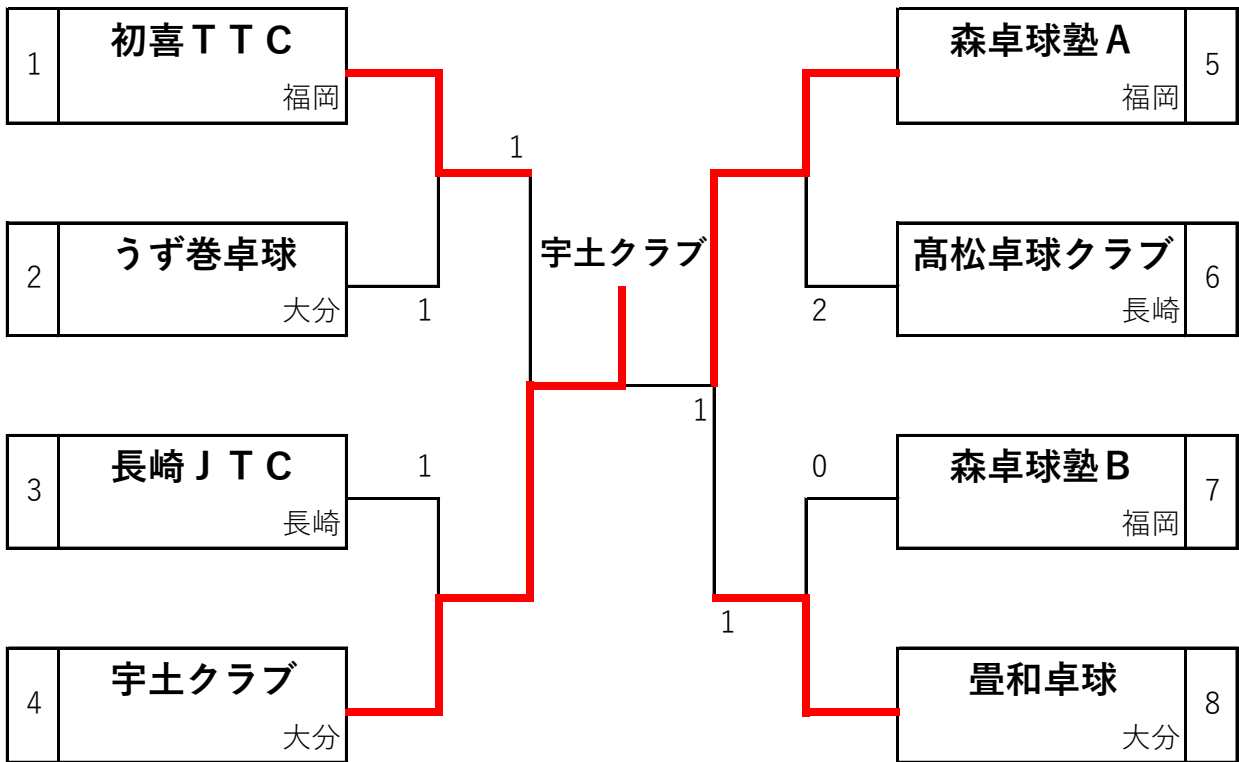 1
初喜ＴＴＣ
福岡
2
うず巻卓球
大分
3
長崎ＪＴＣ
長崎
4
宇土クラブ
大分
1
1
1
宇土クラブ
1
2
0
1
森卓球塾Ａ
福岡
5
髙松卓球クラブ
長崎
6
森卓球塾Ｂ
福岡
7
畳和卓球
大分
8